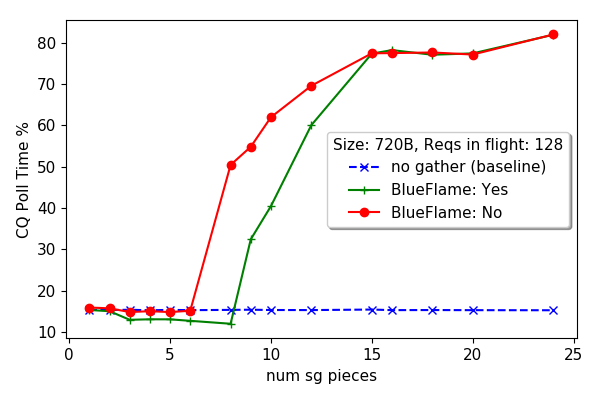 80
70
60
50
40
30
20
10
CQ Poll Time %
Size: 720B, Reqs in flight: 128
no gather (baseline)
BlueFlame: Yes
BlueFlame: No
0 5 10 15 20 25
num sg pieces